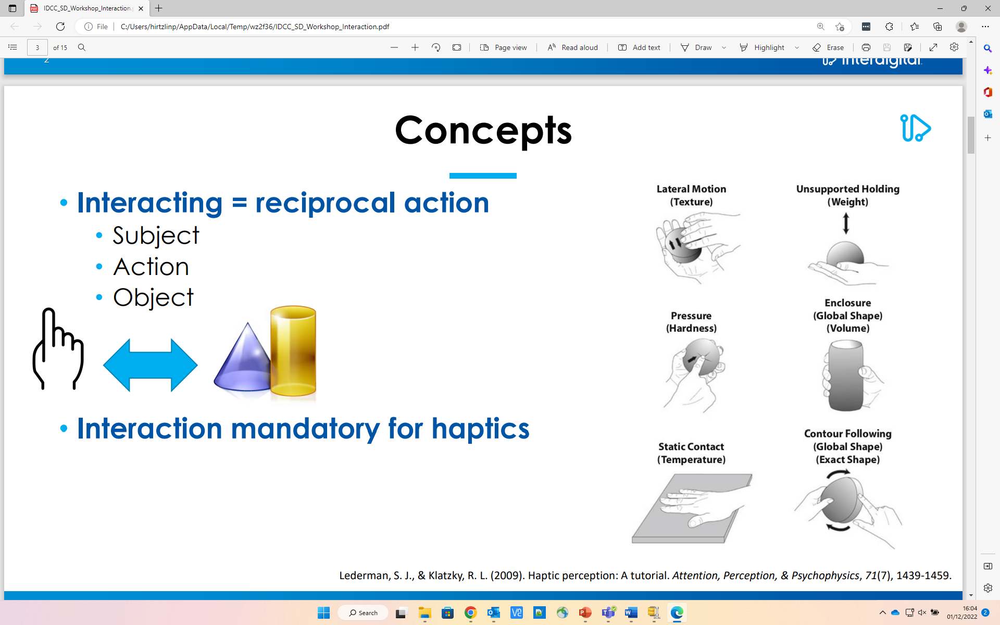 IDCC_SD_Workshop_Interaction.
File
C:/Users/hirtzlinp/AppData/Local/Temp/wz2f36/IDCC_SD_Workshop_Interaction.pdf
3 of 15
Page view
Read aloud
Add text
Draw
Highlight
Erase
2
interdigital
Concepts
• Interacting = reciprocal action
• Subject
• Action
• Object
• Interaction mandatory for haptics
Lateral Motion
(Texture)
Unsupported Holding
(Weight)
Pressure
(Hardness)
Enclosure
(Global Shape)
(Volume)
Static Contact
(Temperature)
Contour Following
(Global Shape)
(Exact Shape)
Lederman, S. J., & Klatzky, R. L. (2009). Haptic perception: A tutorial. Attention, Perception, & Psychophysics, 71(7), 1439-1459.
Search
16:04
01/12/2022
2